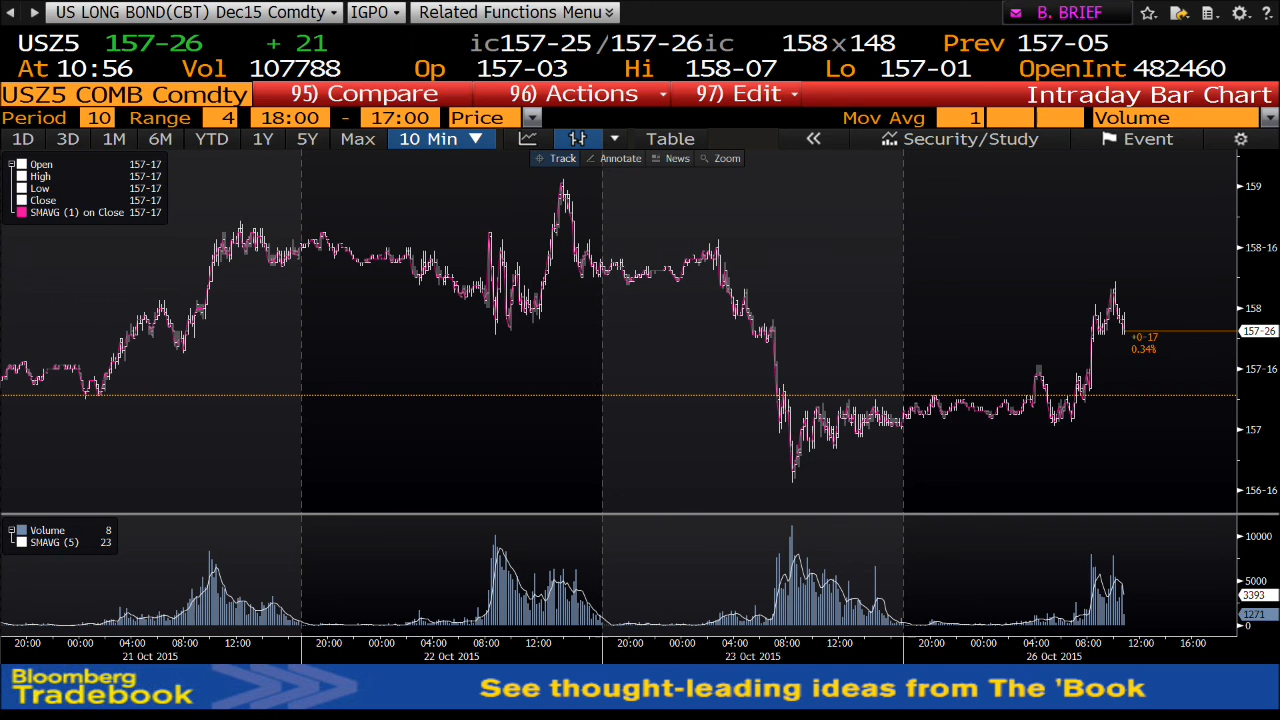 US LONG BOND(CBT) Dec15 Comdty IGPO Related Functions Menu B. BRIEF
USZ5 157-26 + 21 ic157-25/157-26ic 158x148 Prev 157-05
At 10:56 Vol 107788 Op 157-03 Hi 158-07 Lo 157-01 OpenInt 482460
USZ5 COMB Comdty 95) Compare 96) Actions 97) Edit Intraday Bar Chart
Period 10 Range 4 18:00 - 17:00 Price Mov Avg 1 Volume
1D 3D 1M 6M YTD 1Y 5Y Max 10 Min Table Security/Study Event
Track Annotate News Zoom
Open 157-17
High 157-17
Low 157-17
Close 157-17
SMAVG (1) on Close 157-17
159
158-16
158
157-26
+0-17
0.34%
157-16
157
156-16
Volume 8
SMAVG (5) 23
10000
5000
3393
1271
0
20:00 00:00 04:00 08:00 12:00 20:00 00:00 04:00 08:00 12:00 20:00 00:00 04:00 08:00 12:00 20:00 00:00 04:00 08:00 12:00 16:00
21 Oct 2015 22 Oct 2015 23 Oct 2015 26 Oct 2015
Bloomberg
Tradebook
See thought-leading ideas from The 'Book